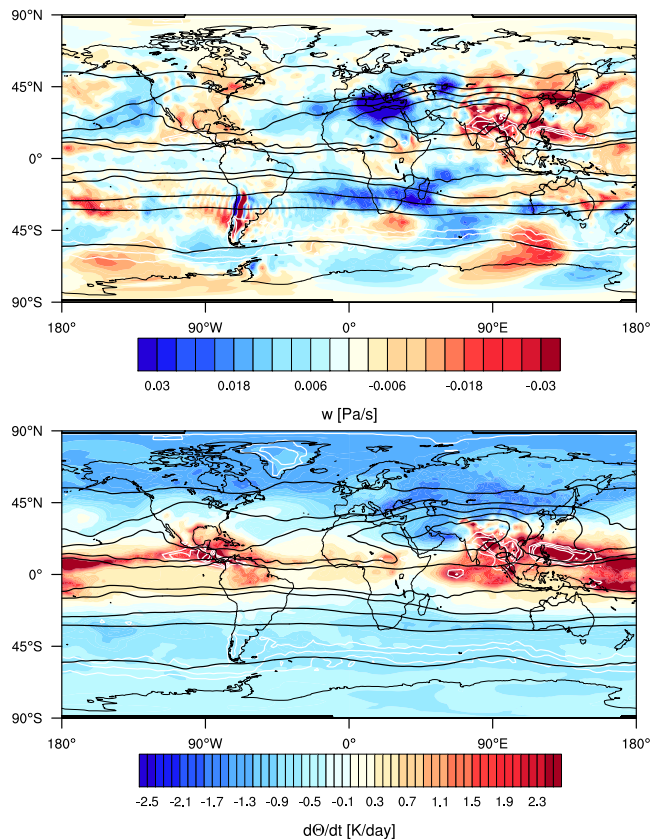 90°N
45°N
0°
45°S
90°S
180° 90°W 0° 90°E 180°
0.03 0.018 0.006 -0.006 -0.018 -0.03
w [Pa/s]
90°N
45°N
0°
45°S
90°S
180° 90°W 0° 90°E 180°
-2.5 -2.1 -1.7 -1.3 -0.9 -0.5 -0.1 0.3 0.7 1.1 1.5 1.9 2.3
dΘ/dt [K/day]